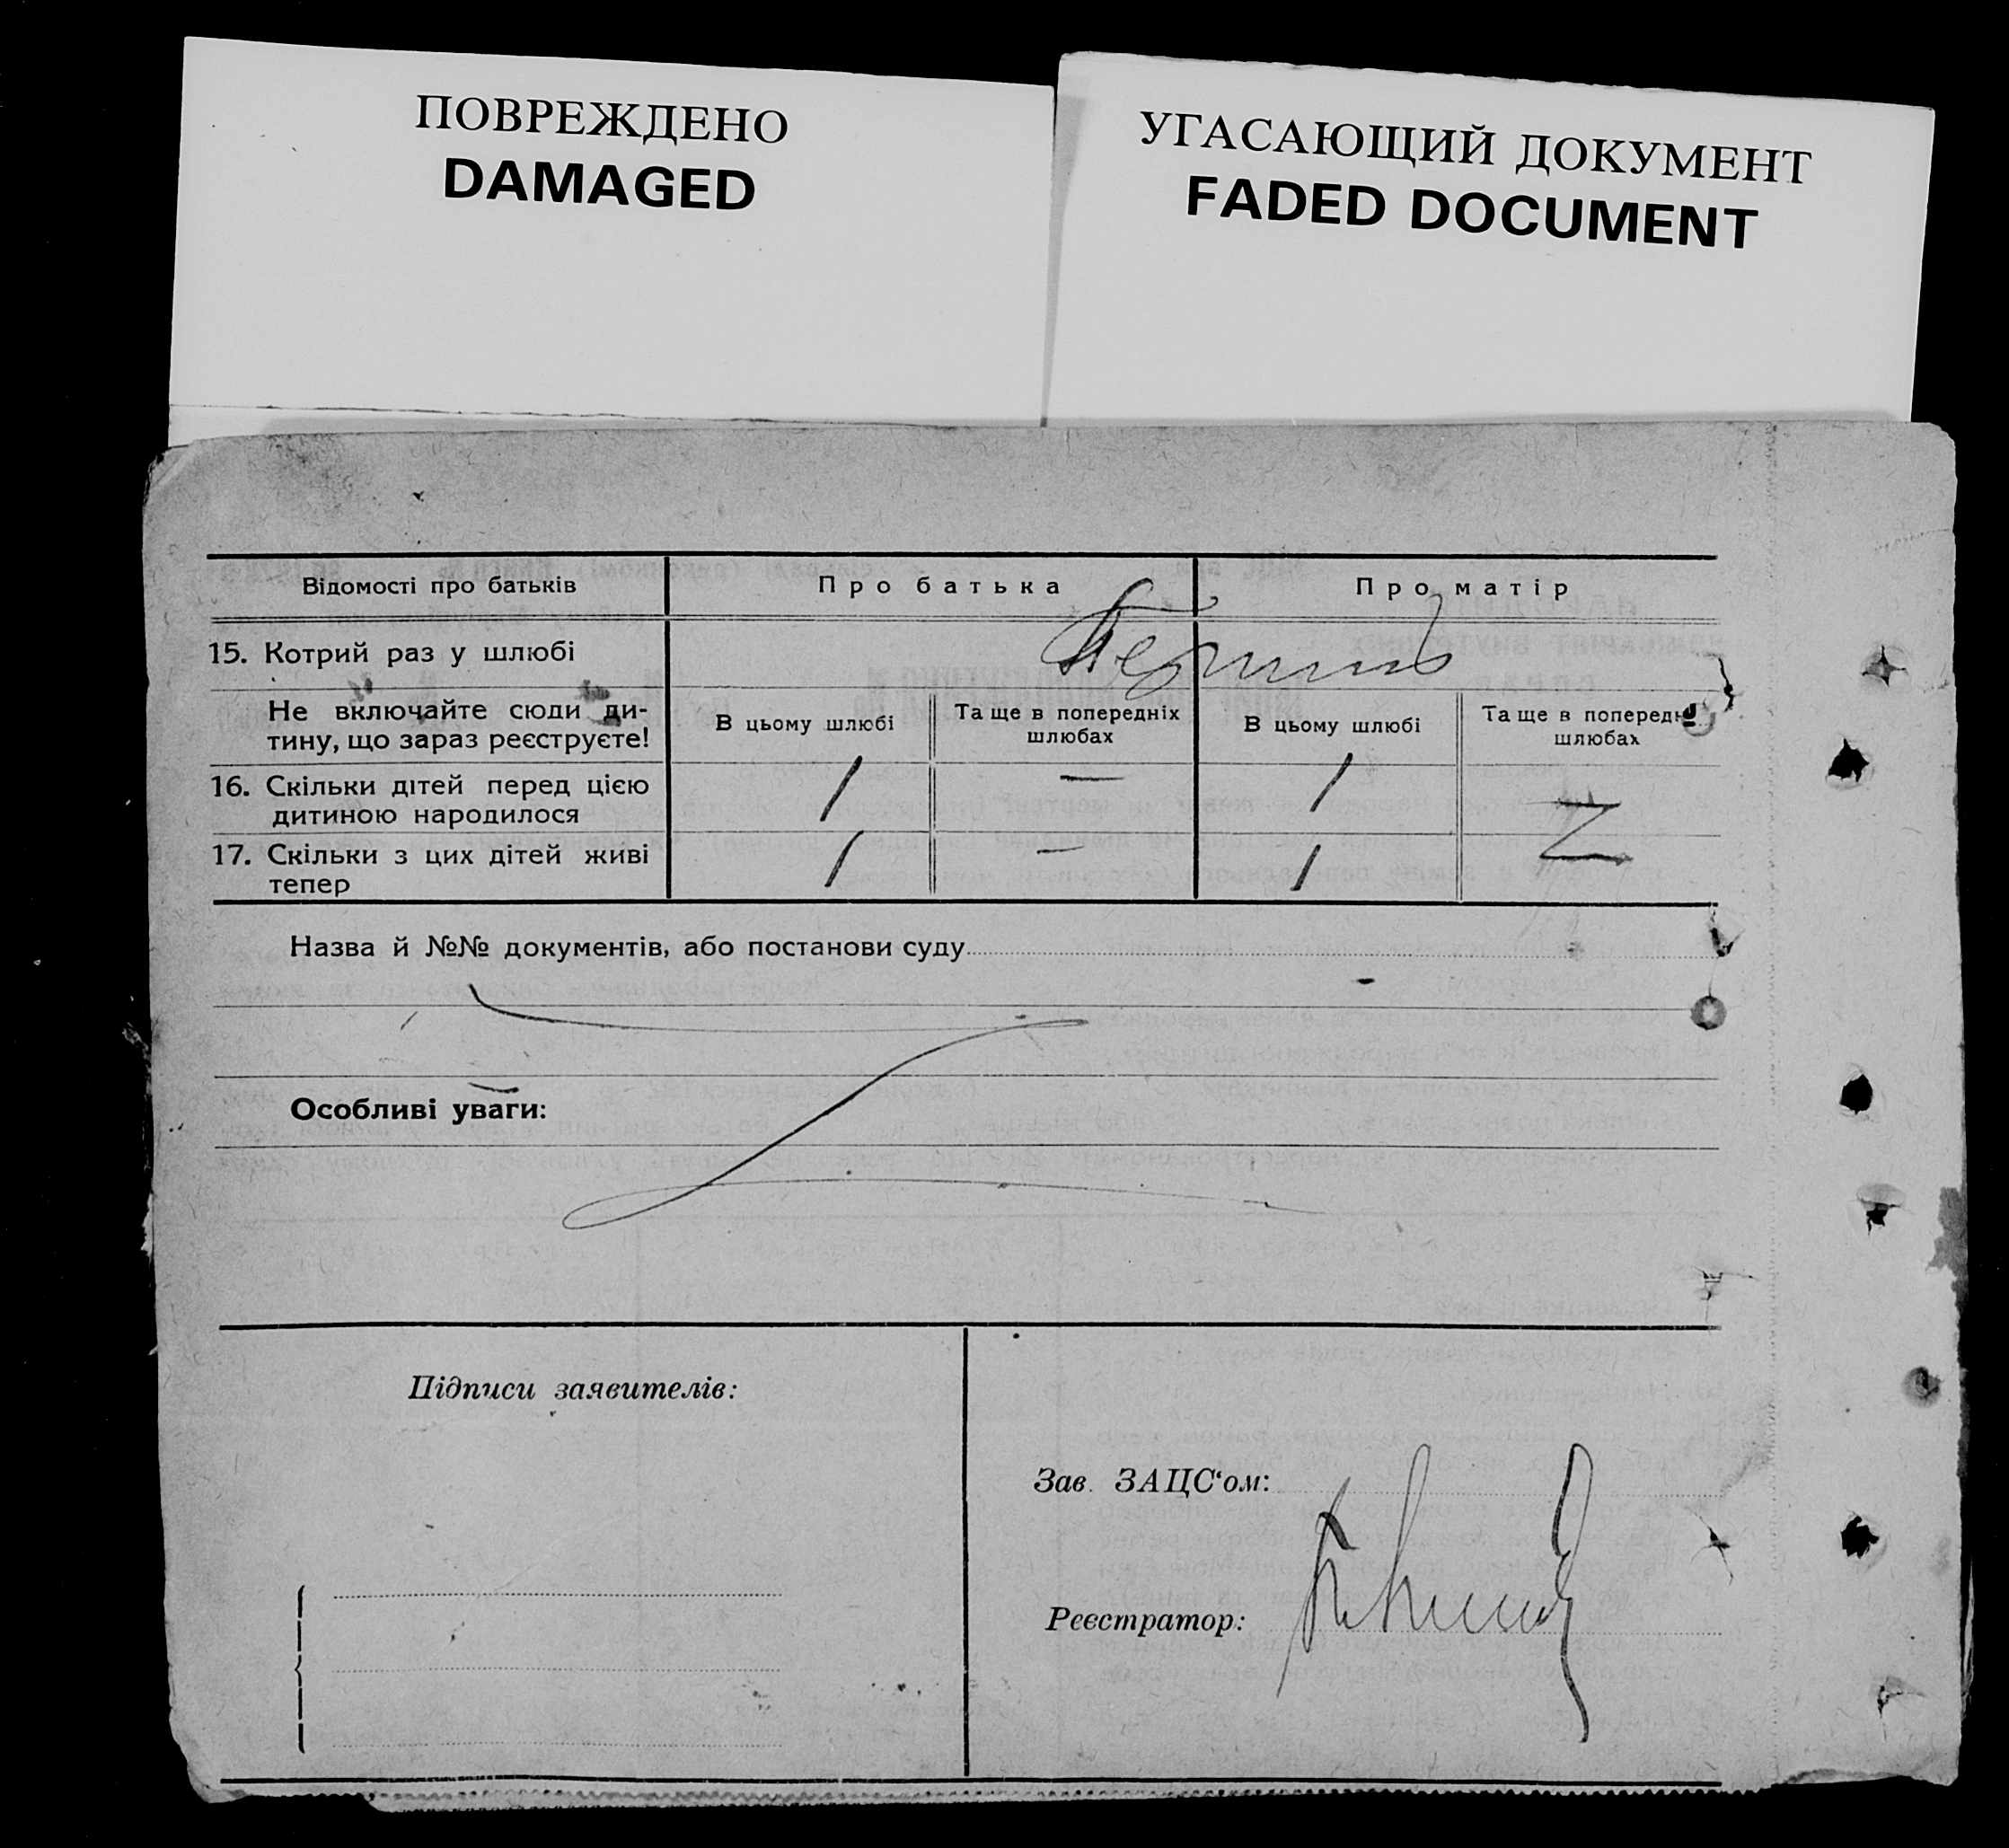 ПОВРЕЖДЕНО
DAMAGED
УГАСАЮЩИЙ ДОКУМЕНТ
FADED DOCUMENT
Відомості про батьків Про батька Про матір
15. Котрий раз у шлюбі
Не включайте сюди ди-
тину, що зараз реєструєте!
В цьому шлюбі Та ще в попередніх
шлюбах
В цьому шлюбі Та ще в попередн
шлюбах
16. Скільки дітей перед цією
дитиною народилося
1 — 1
17. Скільки з цих дітей живі
тепер
1 — 1
Назва й №№ документів, або постанови суду
Особливі уваги:
Підписи заявителів:
Зав. ЗАЦС‘ом:
Реєстратор: